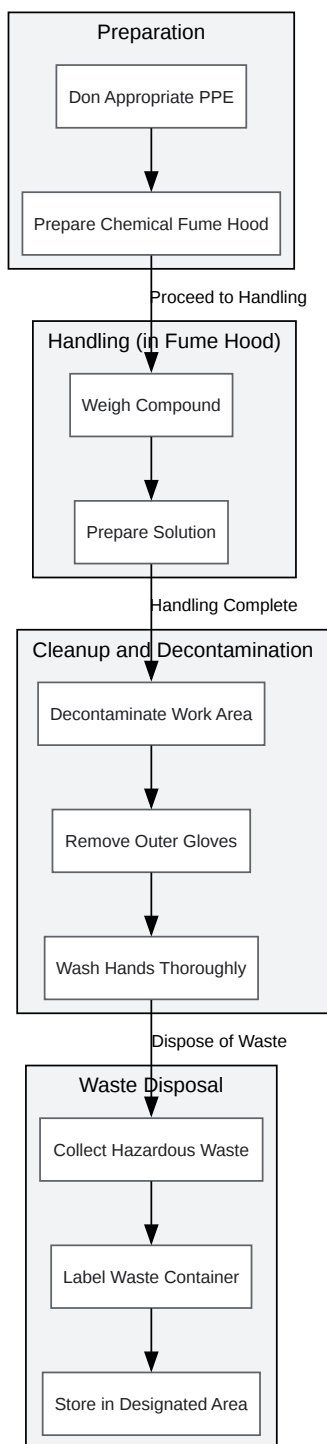 Preparation
Don Appropriate PPE
Prepare Chemical Fume Hood
Proceed to Handling
Handling (in Fume Hood)
Weigh Compound
Prepare Solution
Handling Complete
Cleanup and Decontamination
Decontaminate Work Area
Remove Outer Gloves
Wash Hands Thoroughly
Dispose of Waste
Waste Disposal
Collect Hazardous Waste
Label Waste Container
Store in Designated Area